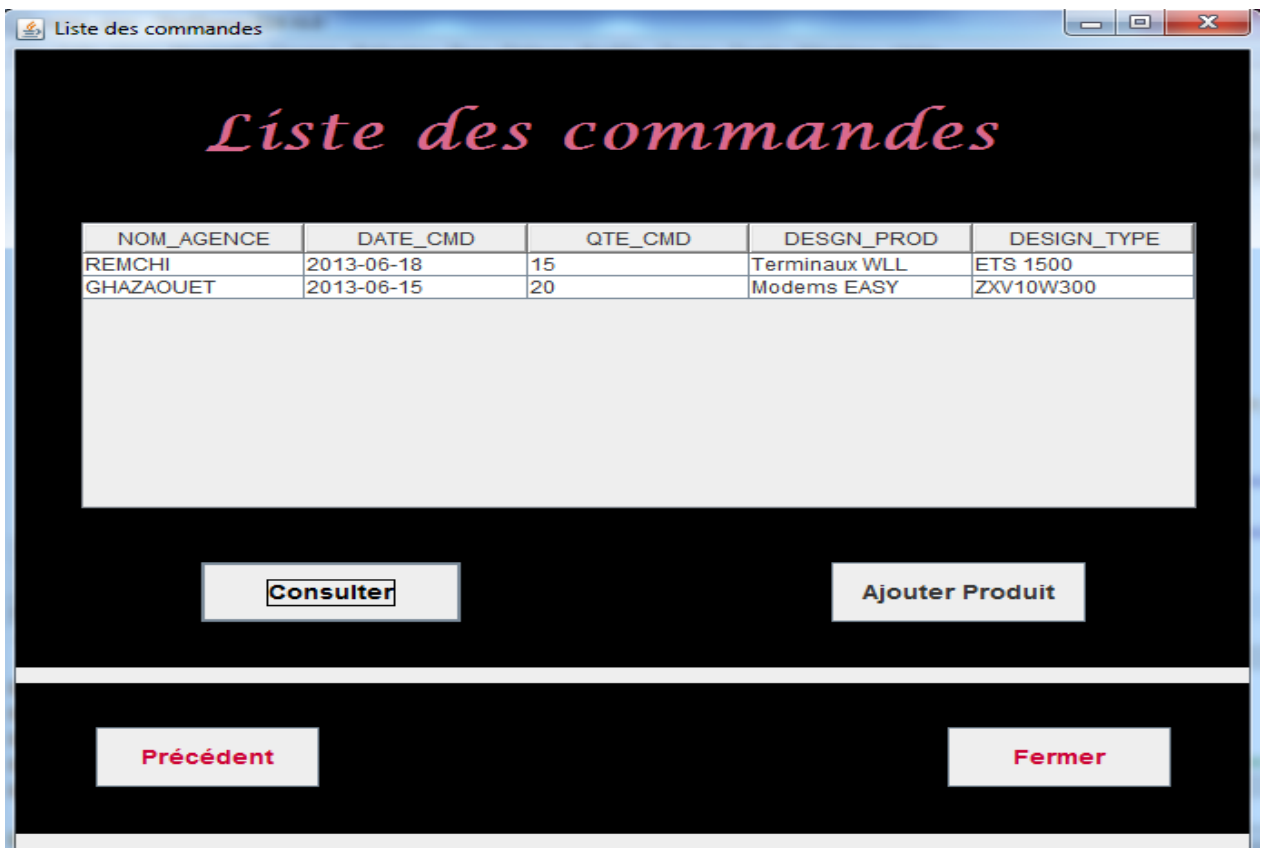 Liste des commandes
Liste des commandes
NOM_AGENCE DATE_CMD QTE_CMD DESGN_PROD DESIGN_TYPE
REMCHI 2013-06-18 15 Terminaux WLL ETS 1500
GHAZAOUET 2013-06-15 20 Modems EASY ZXV10W300
Consulter Ajouter Produit
Précédent Fermer